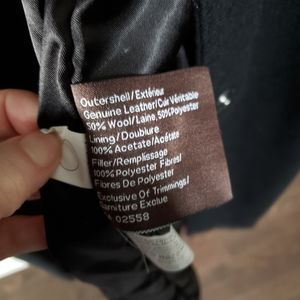 Outershell/Extérieur
Genuine Leather/Cuir Véritable
50% Wool/Laine, 50% Polyester
Lining/Doublure
100% Acetate/Acétate
Filler/Remplissage
100% Polyester Fibres/
Fibres De Polyester
Exclusive Of Trimmings/
Garniture Exclue
02558